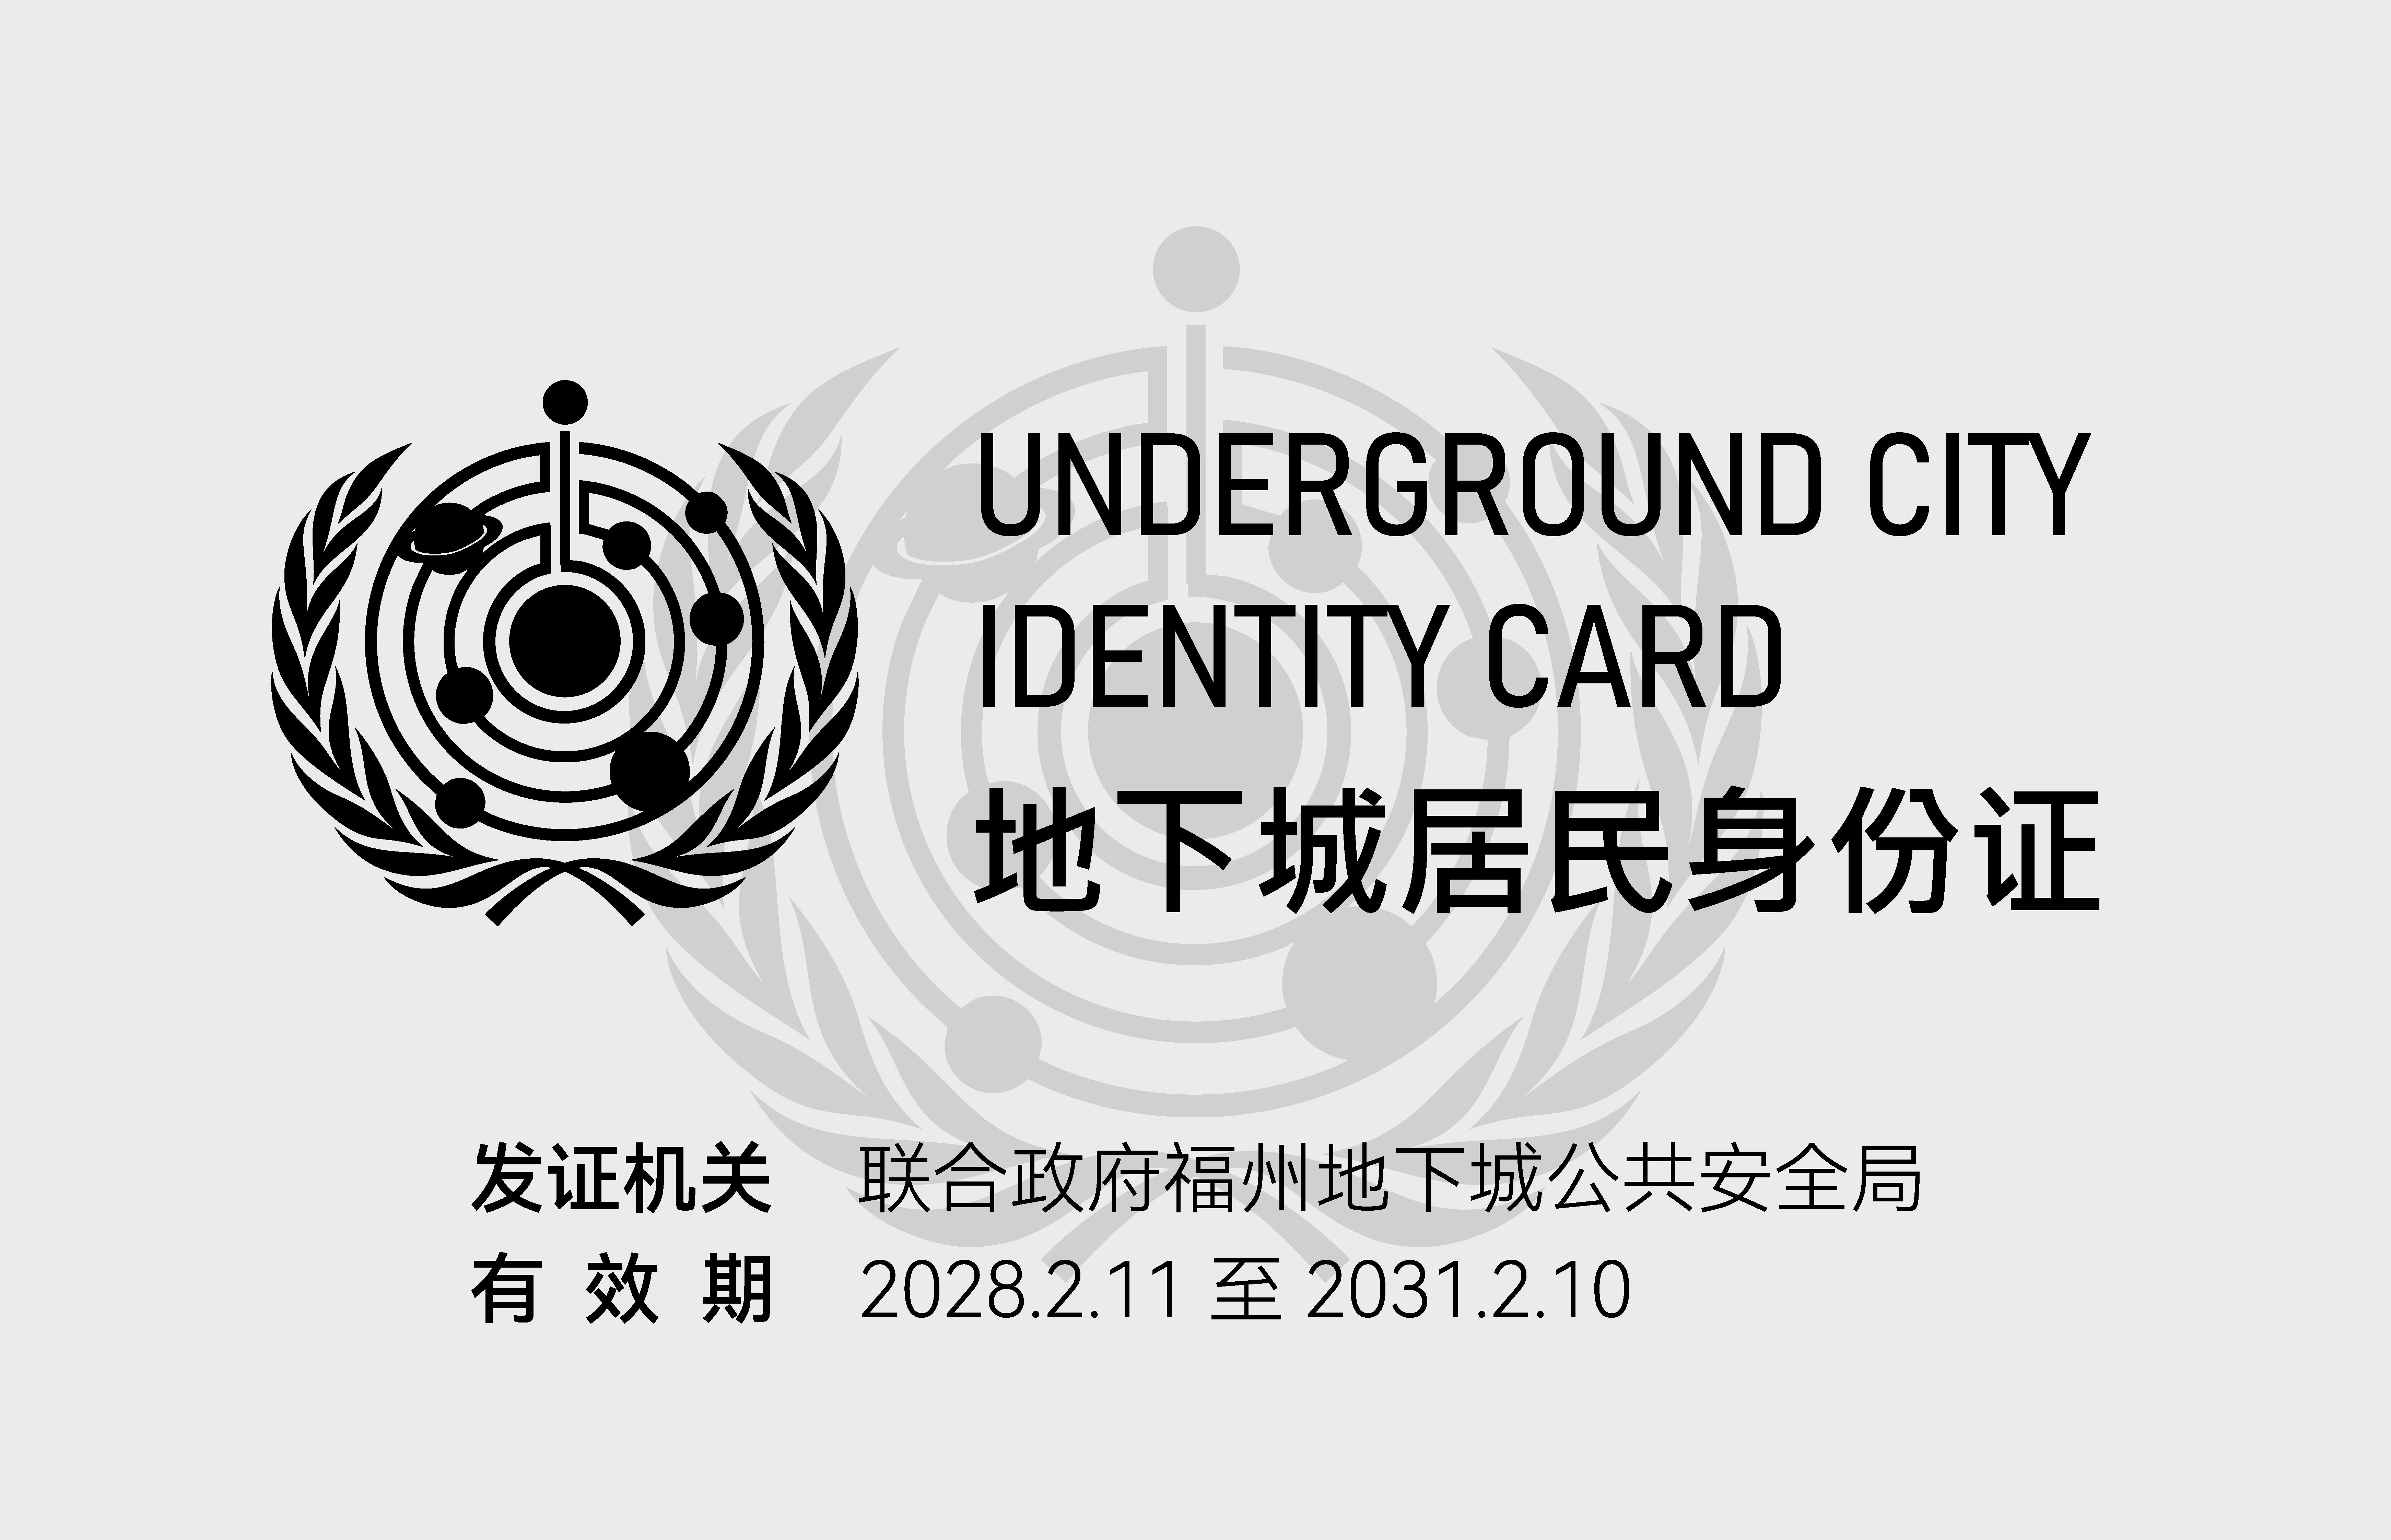 UNDERGROUND CITY
IDENTITY CARD
地下城居民身份证
发证机关 联合政府福州地下城公共安全局
有效期 2028.2.11 至 2031.2.10